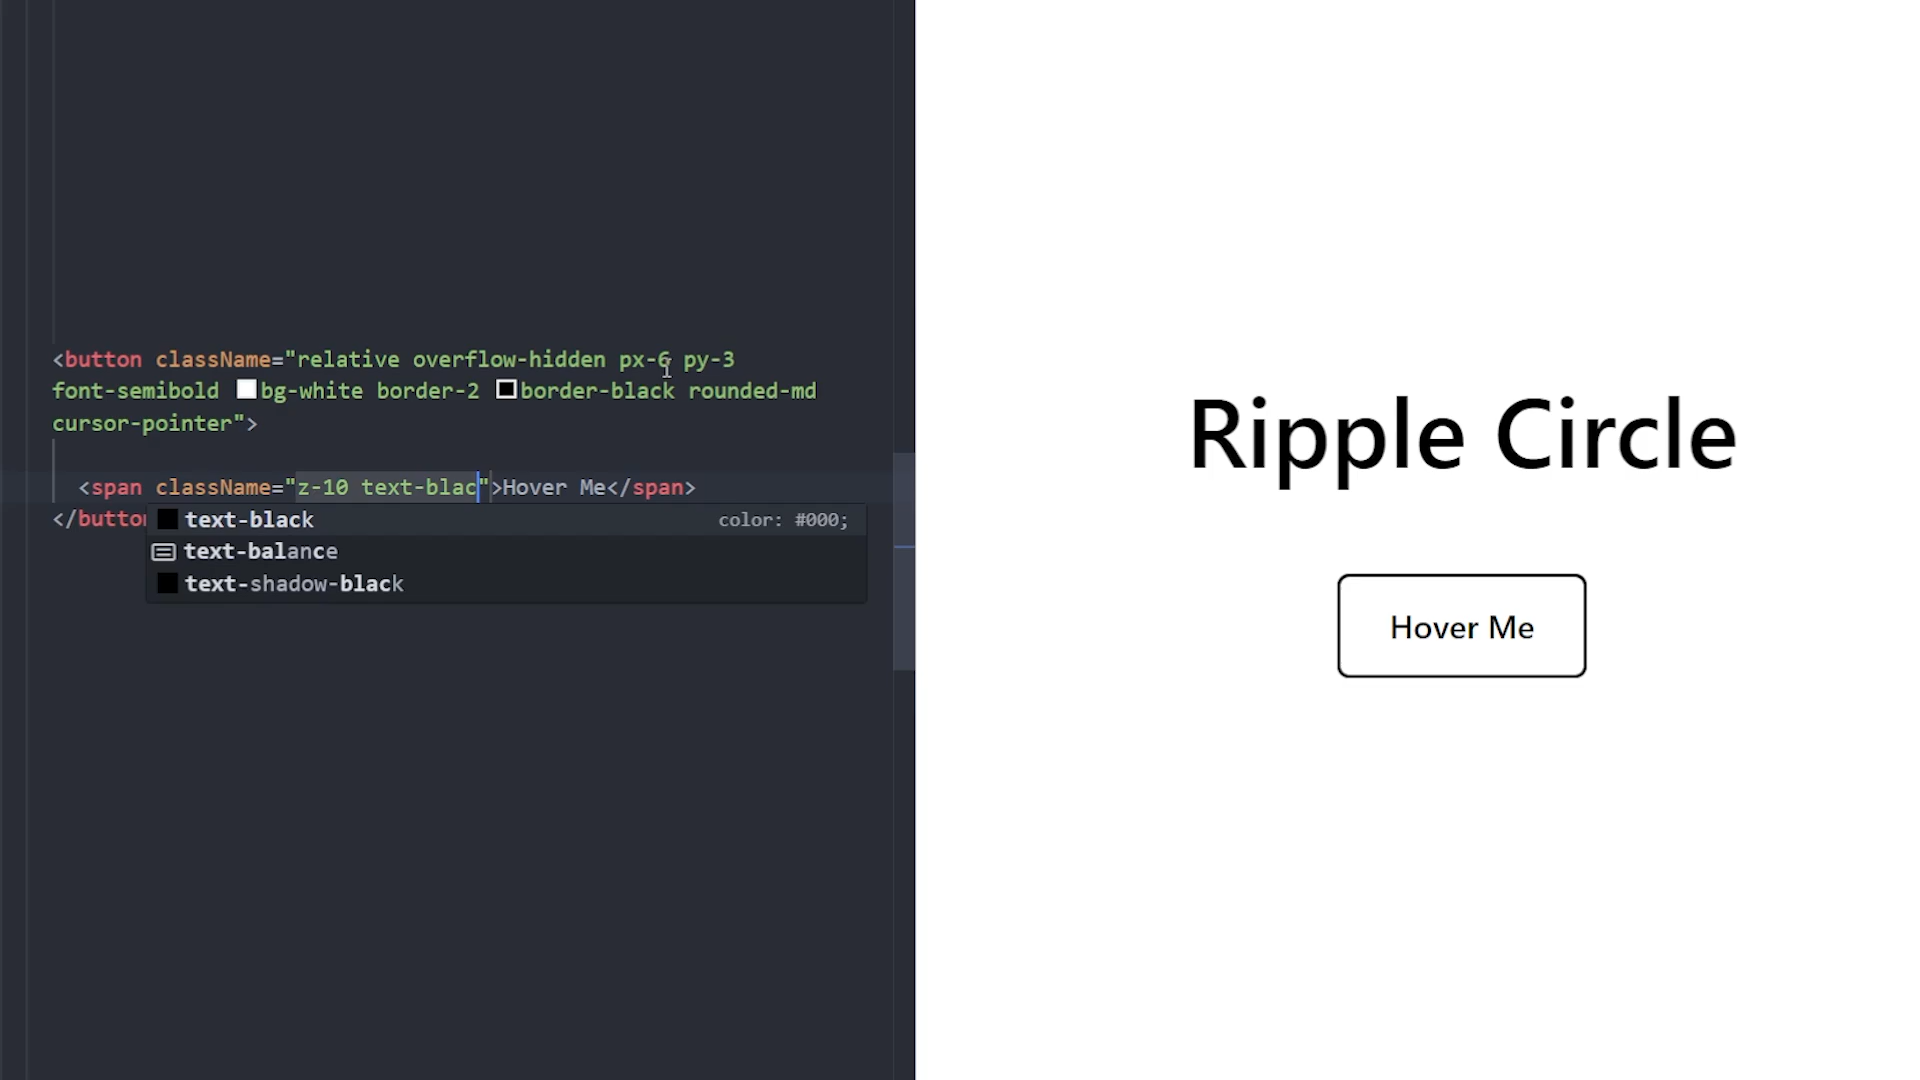 <button className="relative overflow-hidden px-6 py-3
font-semibold bg-white border-2 border-black rounded-md
cursor-pointer">
<span className="z-10 text-blac">Hover Me</span>
</button
text-black color: #000;
text-balance
text-shadow-black
Ripple Circle
Hover Me